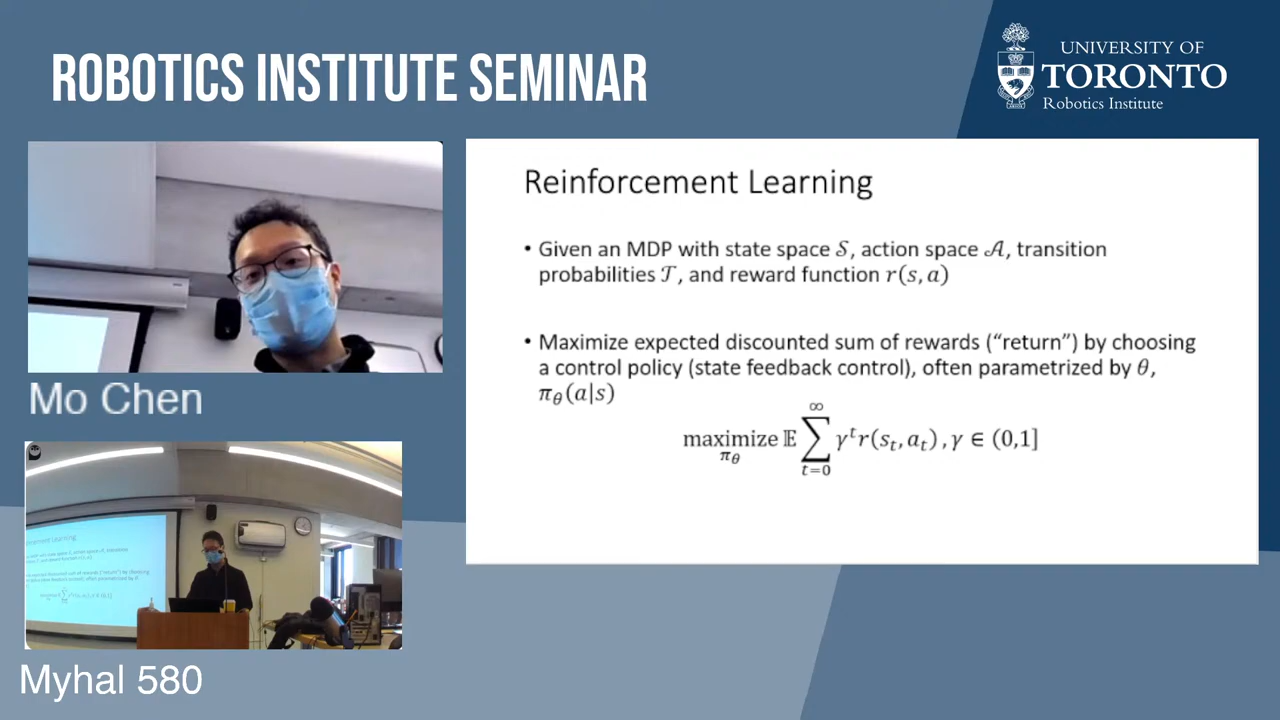 ROBOTICS INSTITUTE SEMINAR
UNIVERSITY OF
TORONTO
Robotics Institute
Mo Chen
Myhal 580
Reinforcement Learning
• Given an MDP with state space 𝒮, action space 𝒜, transition
probabilities 𝒯, and reward function r(s, a)
• Maximize expected discounted sum of rewards (“return”) by choosing
a control policy (state feedback control), often parametrized by θ,
π_θ(a|s)
maximize_{π_θ} 𝔼 ∑_{t=0}^{∞} γ^t r(s_t, a_t), γ ∈ (0,1]